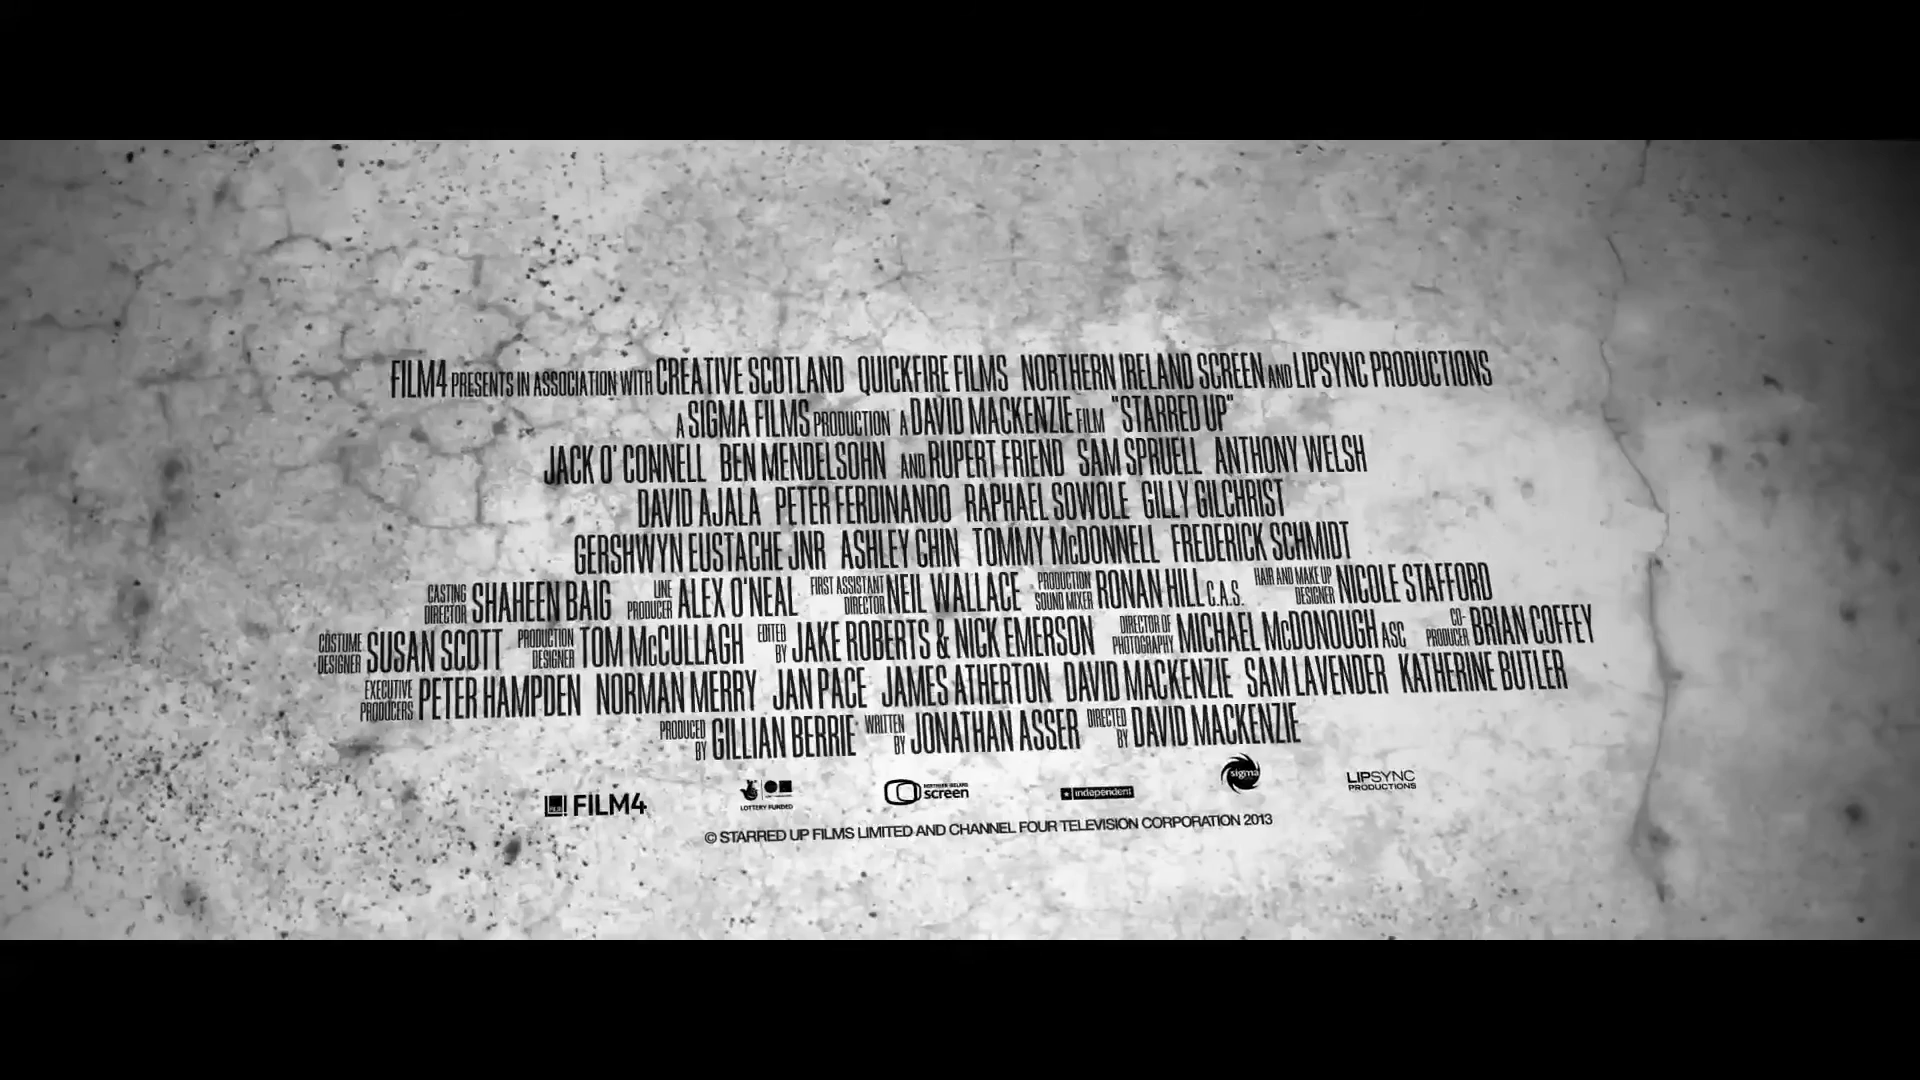 FILM4 PRESENTS IN ASSOCIATION WITH CREATIVE SCOTLAND QUICKFIRE FILMS NORTHERN IRELAND SCREEN AND LIPSYNC PRODUCTIONS
A SIGMA FILMS PRODUCTION A DAVID MACKENZIE FILM "STARRED UP"
JACK O'CONNELL BEN MENDELSOHN AND RUPERT FRIEND SAM SPRUELL ANTHONY WELSH
DAVID AJALA PETER FERDINANDO RAPHAEL SOWOLE GILLY GILCHRIST
GERSHWYN EUSTACHE JNR ASHLEY CHIN TOMMY McDONNELL FREDERICK SCHMIDT
CASTING DIRECTOR SHAHEEN BAIG LINE PRODUCER ALEX O'NEAL FIRST ASSISTANT DIRECTOR NEIL WALLACE PRODUCTION SOUND MIXER RONAN HILL C.A.S. HAIR AND MAKE UP DESIGNER NICOLE STAFFORD
COSTUME DESIGNER SUSAN SCOTT PRODUCTION DESIGNER TOM McCULLAGH EDITED BY JAKE ROBERTS & NICK EMERSON DIRECTOR OF PHOTOGRAPHY MICHAEL McDONOUGH ASC CO-PRODUCER BRIAN COFFEY
EXECUTIVE PRODUCERS PETER HAMPDEN NORMAN MERRY JAN PACE JAMES ATHERTON DAVID MACKENZIE SAM LAVENDER KATHERINE BUTLER
PRODUCED BY GILLIAN BERRIE WRITTEN BY JONATHAN ASSER DIRECTED BY DAVID MACKENZIE
FILM4 LOTTERY FUNDED NORTHERN IRELAND screen independent sigma LIPSYNC PRODUCTIONS
© STARRED UP FILMS LIMITED AND CHANNEL FOUR TELEVISION CORPORATION 2013